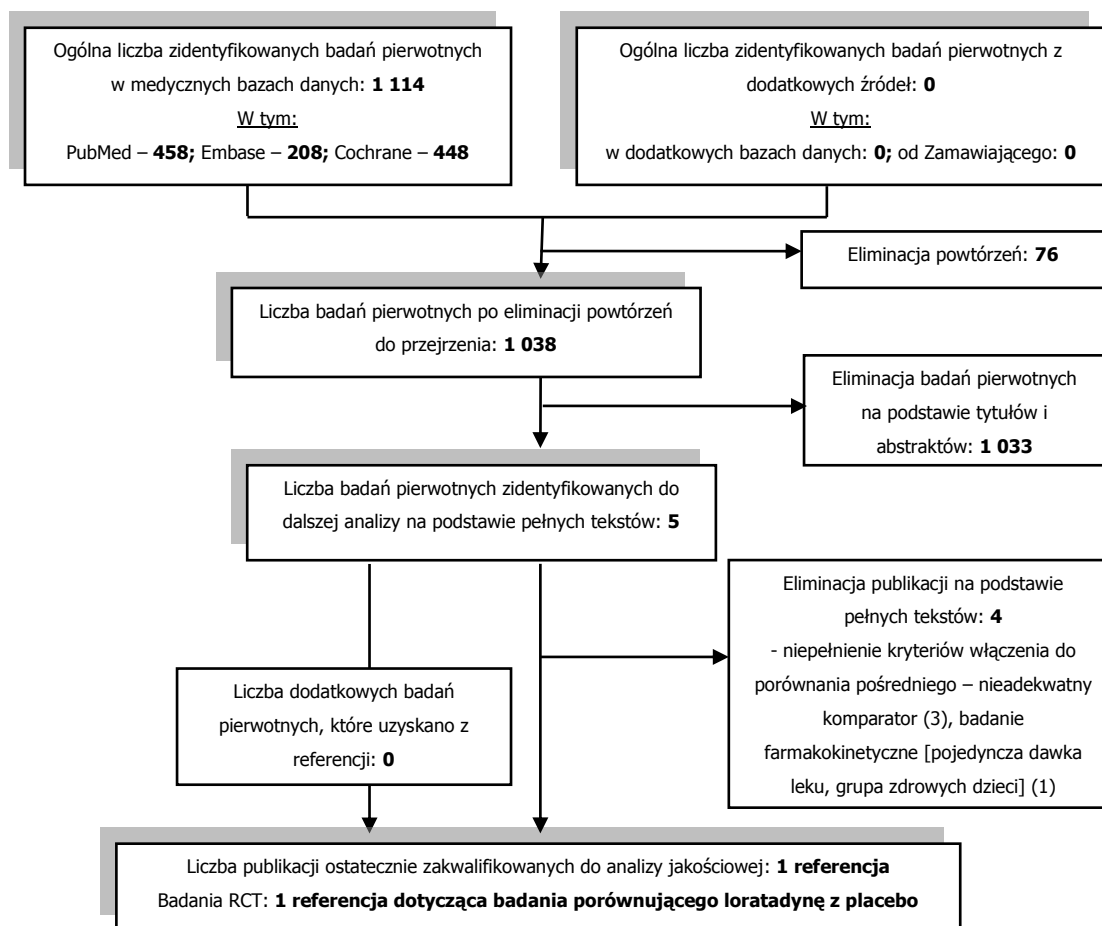 Ogólna liczba zidentyfikowanych badań pierwotnych
w medycznych bazach danych: 1 114
W tym:
PubMed – 458; Embase – 208; Cochrane – 448
Ogólna liczba zidentyfikowanych badań pierwotnych z
dodatkowych źródeł: 0
W tym:
w dodatkowych bazach danych: 0; od Zamawiającego: 0
Eliminacja powtórzeń: 76
Liczba badań pierwotnych po eliminacji powtórzeń
do przejrzenia: 1 038
Eliminacja badań pierwotnych
na podstawie tytułów i
abstraktów: 1 033
Liczba badań pierwotnych zidentyfikowanych do
dalszej analizy na podstawie pełnych tekstów: 5
Eliminacja publikacji na podstawie
pełnych tekstów: 4
- niepełnienie kryteriów włączenia do
porównania pośredniego – nieadekwatny
komparator (3), badanie
farmakokinetyczne [pojedyncza dawka
leku, grupa zdrowych dzieci] (1)
Liczba dodatkowych badań
pierwotnych, które uzyskano z
referencji: 0
Liczba publikacji ostatecznie zakwalifikowanych do analizy jakościowej: 1 referencja
Badania RCT: 1 referencja dotycząca badania porównującego loratadynę z placebo